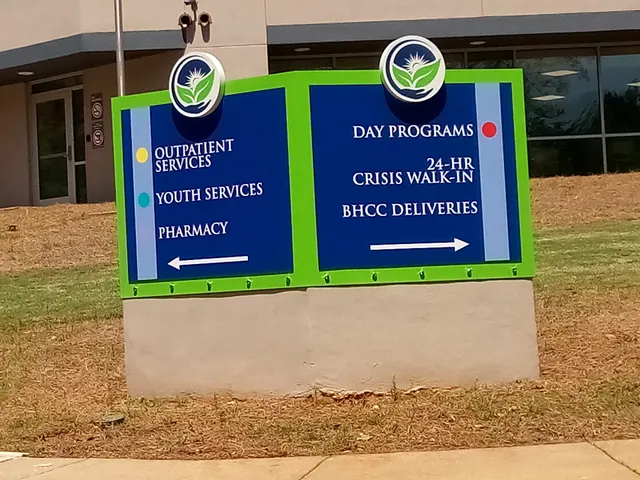 OUTPATIENT
SERVICES
YOUTH SERVICES
PHARMACY
DAY PROGRAMS
24-HR
CRISIS WALK-IN
BHCC DELIVERIES